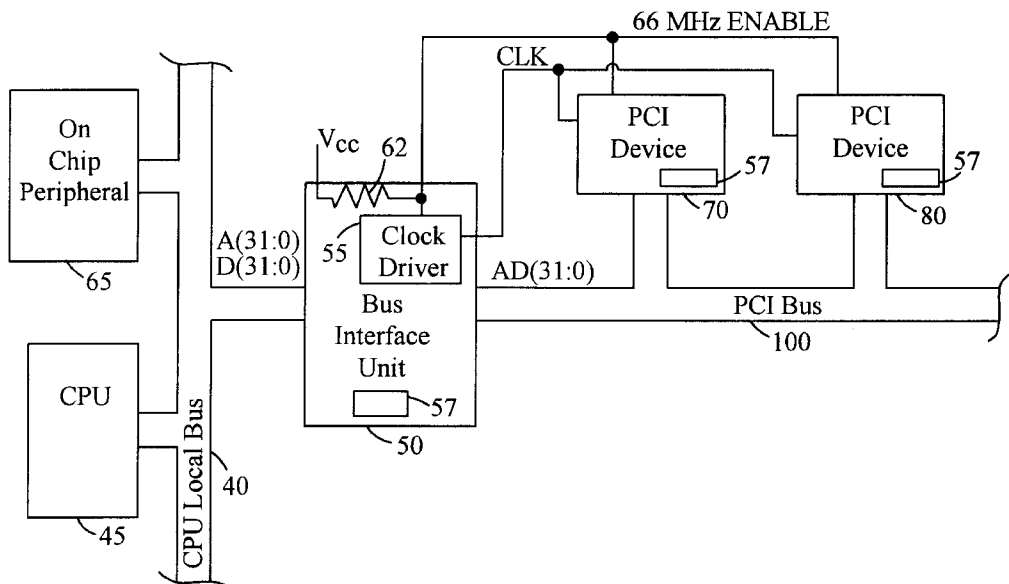 66 MHz ENABLE
CLK
57
On
Chip
Peripheral
65
Vcc
62
PCI
Device
57
70
PCI
Device
57
80
A(31:0)
D(31:0)
55
Clock
Driver
AD(31:0)
Bus
Interface
Unit
57
50
PCI Bus
100
CPU
45
CPU Local Bus
40